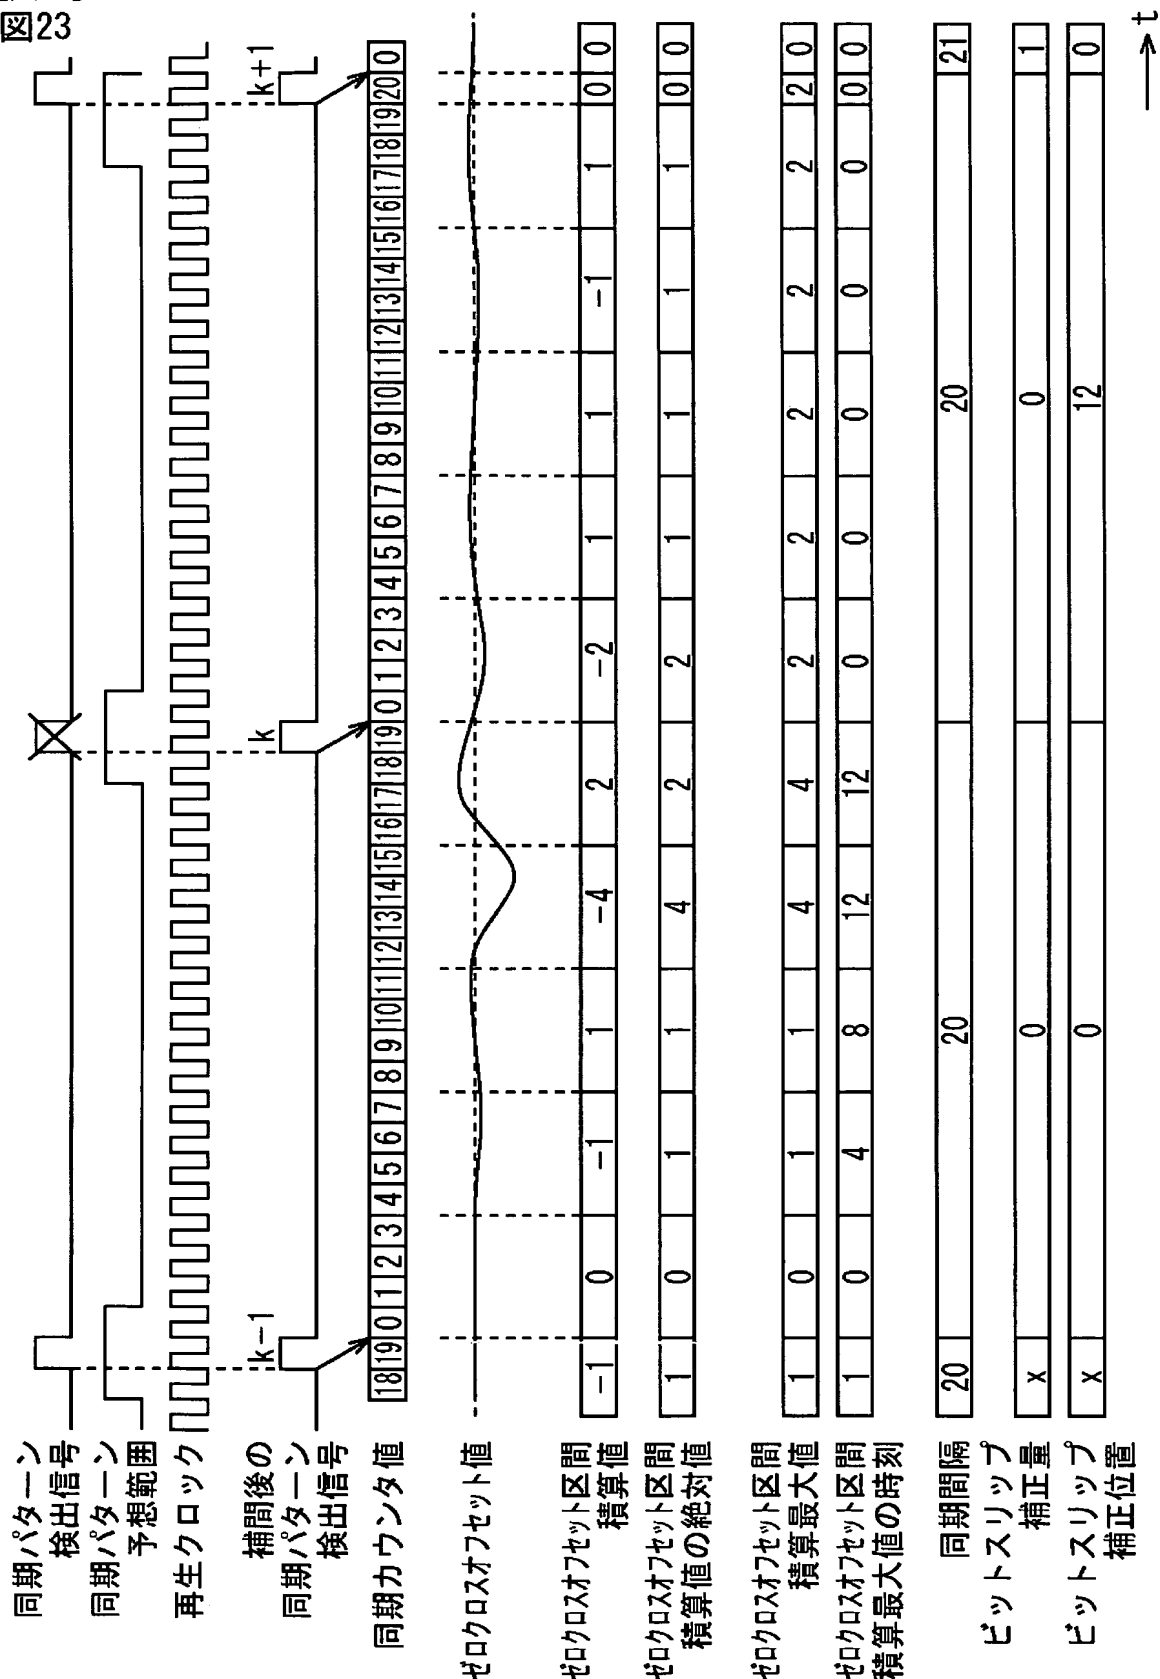 図23
同期パターン
検出信号
同期パターン
予想範囲
再生クロック
補間後の
同期パターン
検出信号
k-1
k
k+1
同期カウンタ値
18 19 0 1 2 3 4 5 6 7 8 9 10 11 12 13 14 15 16 17 18 19 0 1 2 3 4 5 6 7 8 9 10 11 12 13 14 15 16 17 18 19 20 0
ゼロクロスオフセット値
ゼロクロスオフセット区間
積算値
-1 0 -1 1 -4 2 -2 1 1 -1 1 0 0
ゼロクロスオフセット区間
積算値の絶対値
1 0 1 1 4 2 2 1 1 1 1 0 0
ゼロクロスオフセット区間
積算最大値
1 0 1 1 4 4 2 2 2 2 2 2 0
ゼロクロスオフセット区間
積算最大値の時刻
1 0 4 8 12 12 0 0 0 0 0 0 0
同期間隔
20 20 20 21
ビットスリップ
補正量
x 0 0 1
ビットスリップ
補正位置
x 0 12 0
t